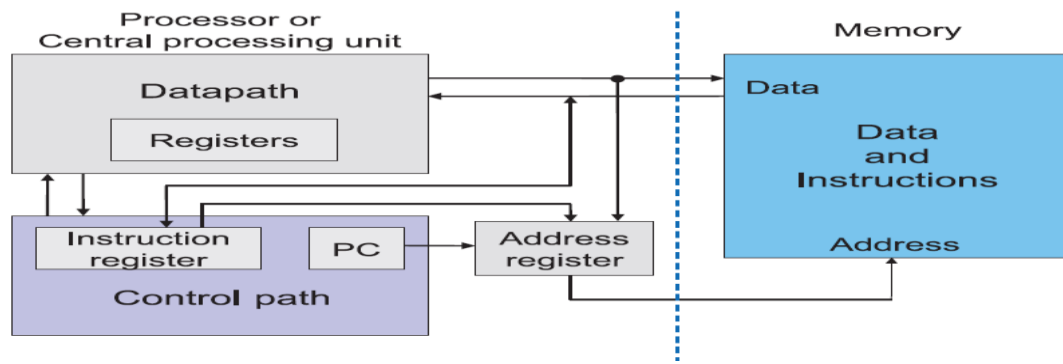 Processor or
Central processing unit
Memory
Datapath
Registers
Data
Data
and
Instructions
Instruction
register
PC
Address
register
Address
Control path